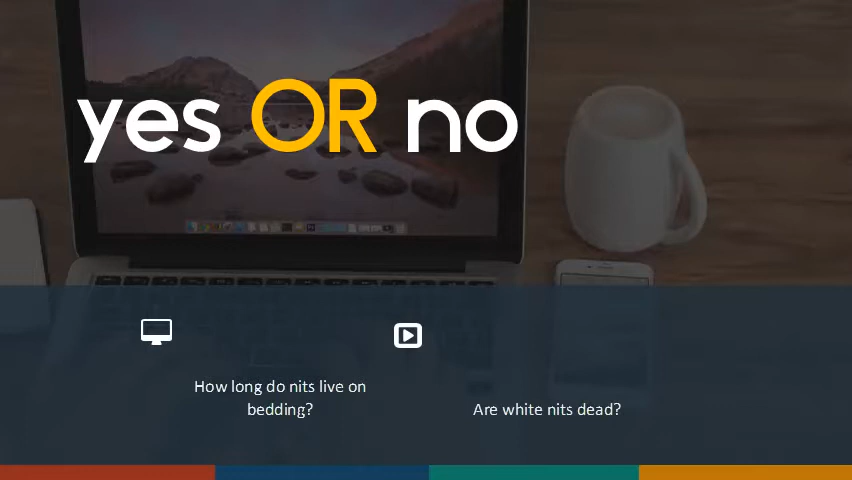 yes OR no
How long do nits live on
bedding?
Are white nits dead?